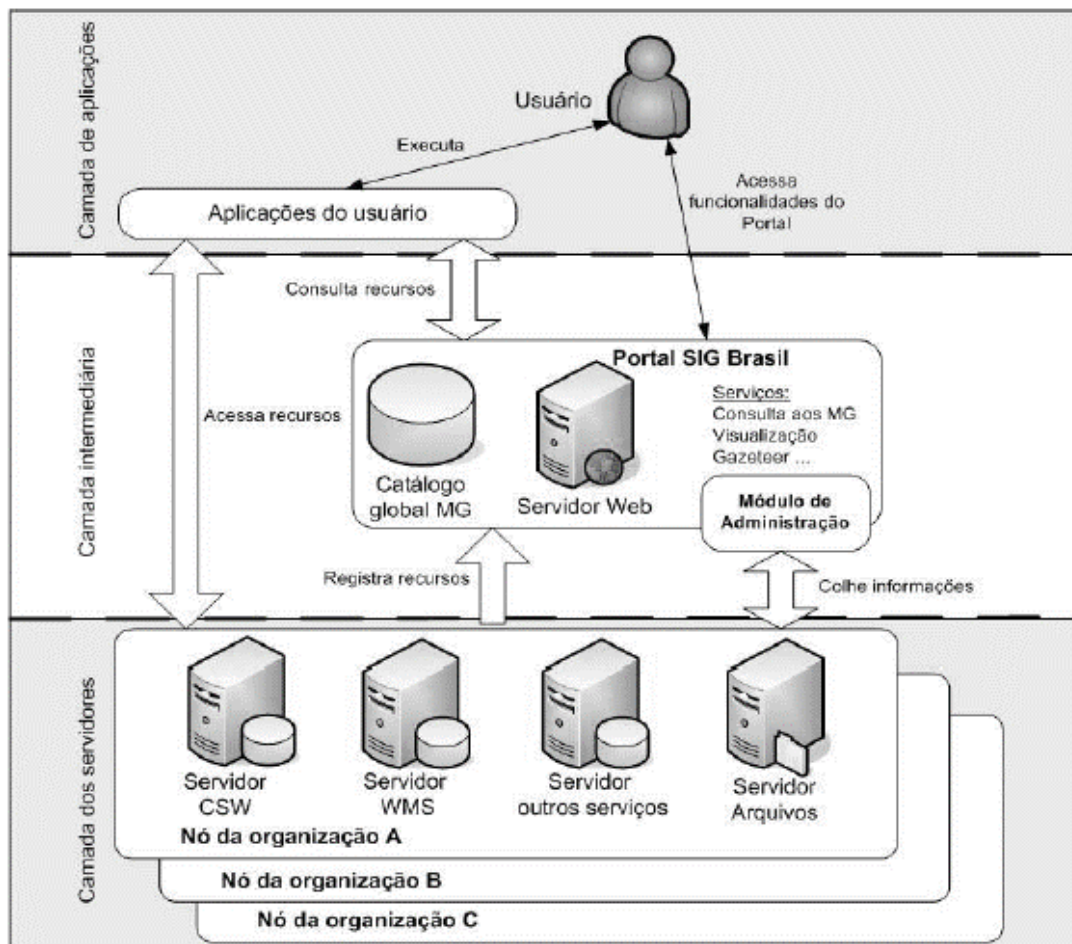 Camada de aplicações
Usuário
Executa
Acessa
funcionalidades do
Portal
Aplicações do usuário
Camada intermediária
Consulta recursos
Acessa recursos
Portal SIG Brasil
Serviços:
Consulta aos MG
Visualização
Gazeteer ...
Catálogo
global MG
Servidor Web
Módulo de
Administração
Registra recursos
Colhe informações
Camada dos servidores
Servidor
CSW
Servidor
WMS
Servidor
outros serviços
Servidor
Arquivos
Nó da organização A
Nó da organização B
Nó da organização C